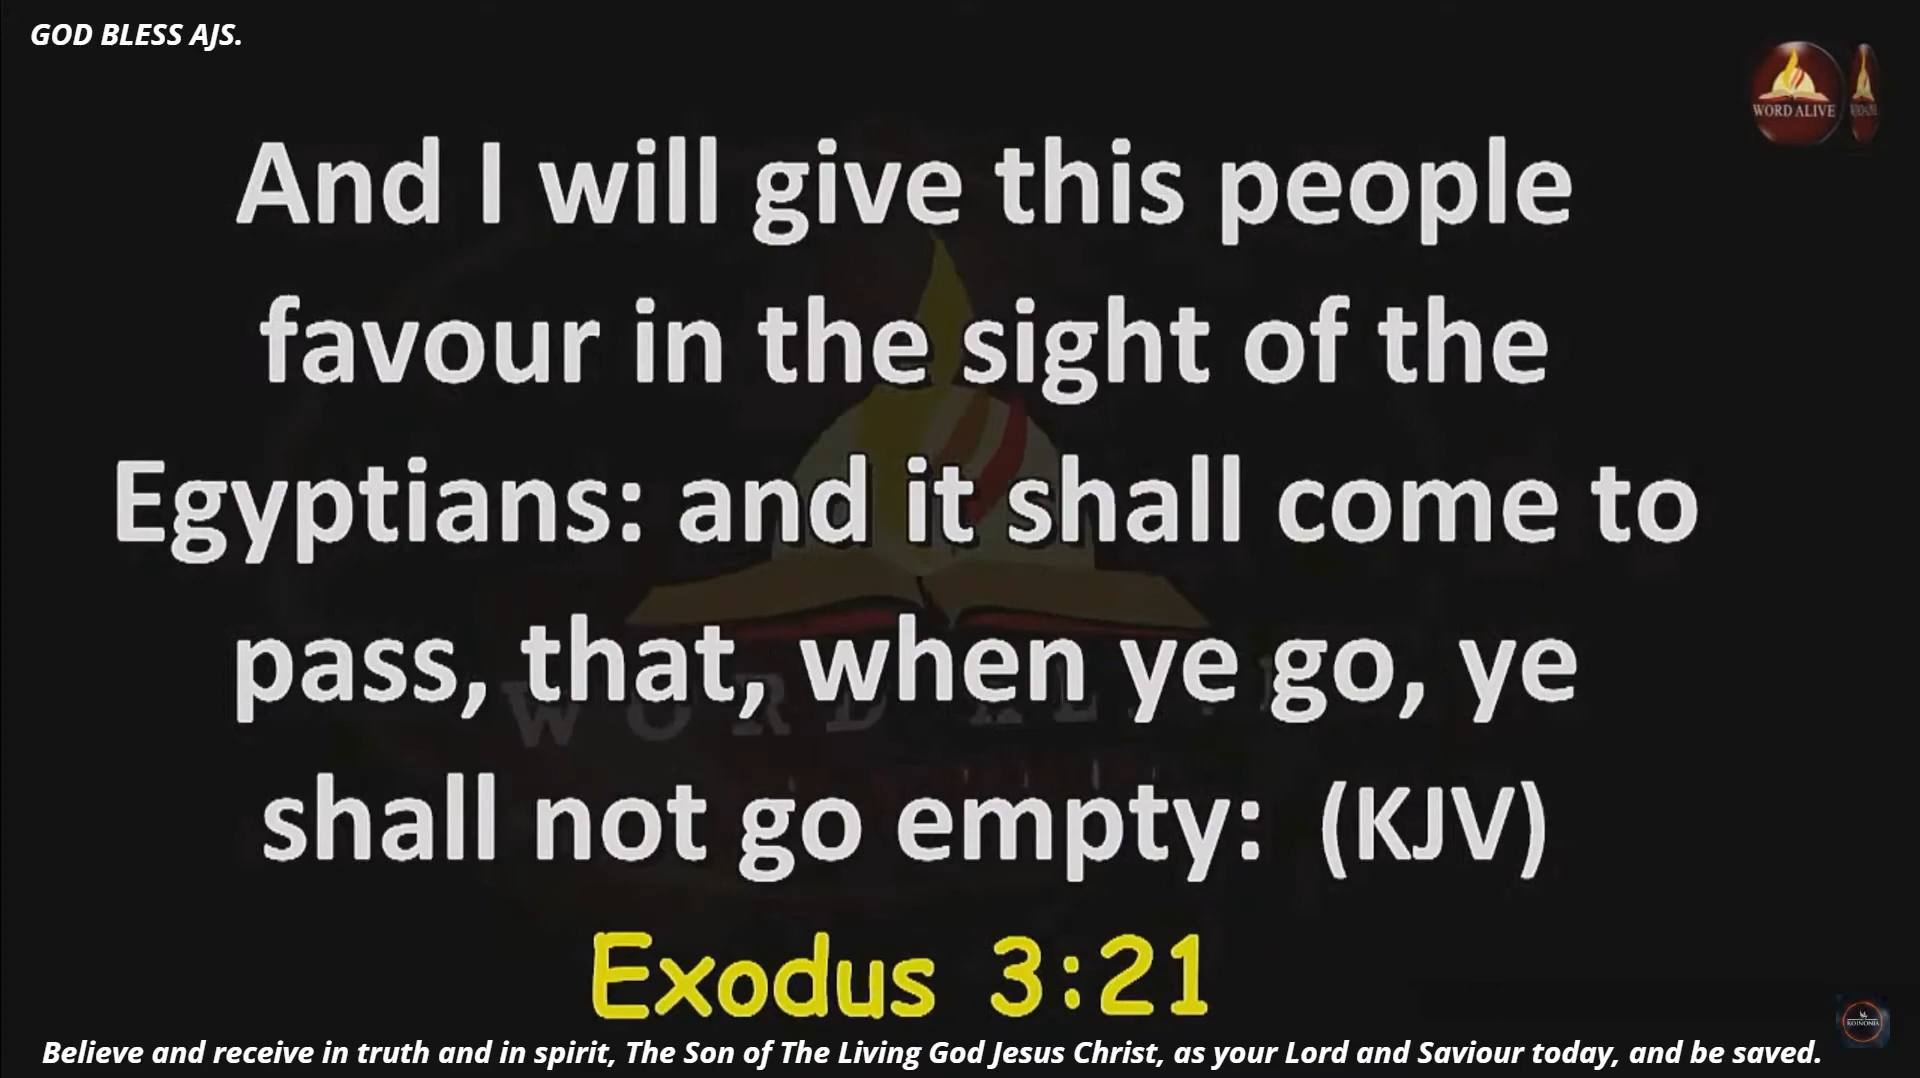 GOD BLESS AJS.
WORD ALIVE
And I will give this people
favour in the sight of the
Egyptians: and it shall come to
pass, that, when ye go, ye
shall not go empty: (KJV)
Exodus 3:21
KOINONIA
Believe and receive in truth and in spirit, The Son of The Living God Jesus Christ, as your Lord and Saviour today, and be saved.